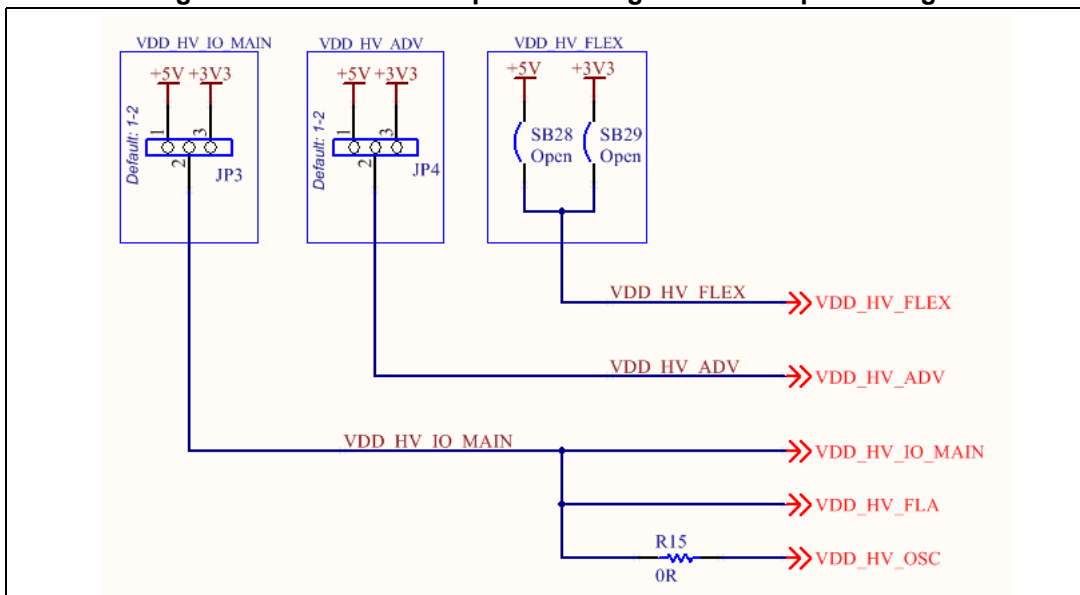 VDD_HV_IO_MAIN
VDD_HV_ADV
VDD_HV_FLEX
+5V +3V3
+5V +3V3
+5V +3V3
Default: 1-2
1
3
2
JP3
Default: 1-2
1
3
2
JP4
SB28
Open
SB29
Open
VDD_HV_FLEX
VDD_HV_FLEX
VDD_HV_ADV
VDD_HV_ADV
VDD_HV_IO_MAIN
VDD_HV_IO_MAIN
VDD_HV_FLA
R15
0R
VDD_HV_OSC